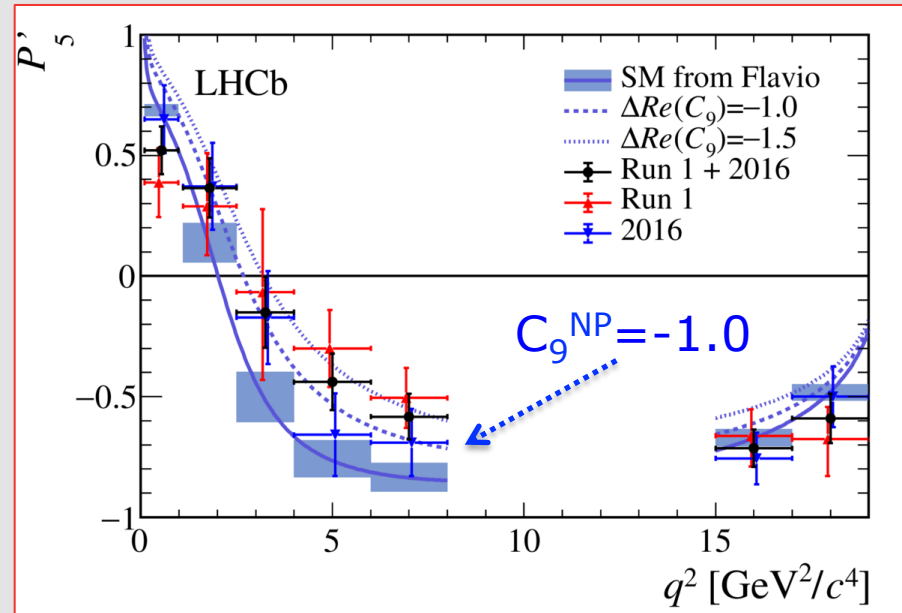 P'₅
1
0.5
0
−0.5
−1
LHCb
SM from Flavio
ΔRe(C₉)=−1.0
ΔRe(C₉)=−1.5
Run 1 + 2016
Run 1
2016
C₉ᴺᴾ=-1.0
0 5 10 15
q² [GeV²/c⁴]